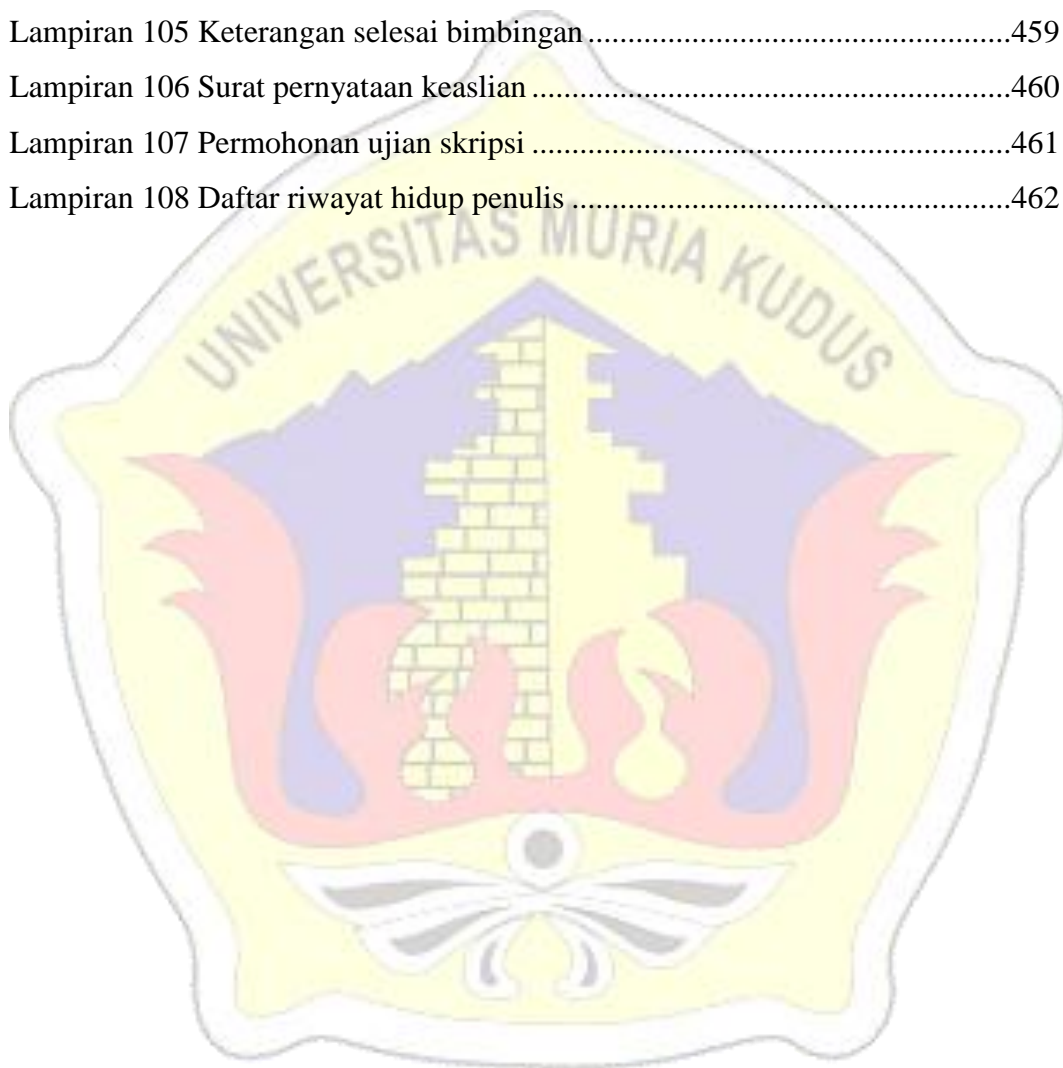 Lampiran 105 Keterangan selesai bimbingan..............................................459
Lampiran 106 Surat pernyataan keaslian....................................................460
Lampiran 107 Permohonan ujian skripsi....................................................461
Lampiran 108 Daftar riwayat hidup penulis...............................................462
UNIVERSITAS MURIA KUDUS